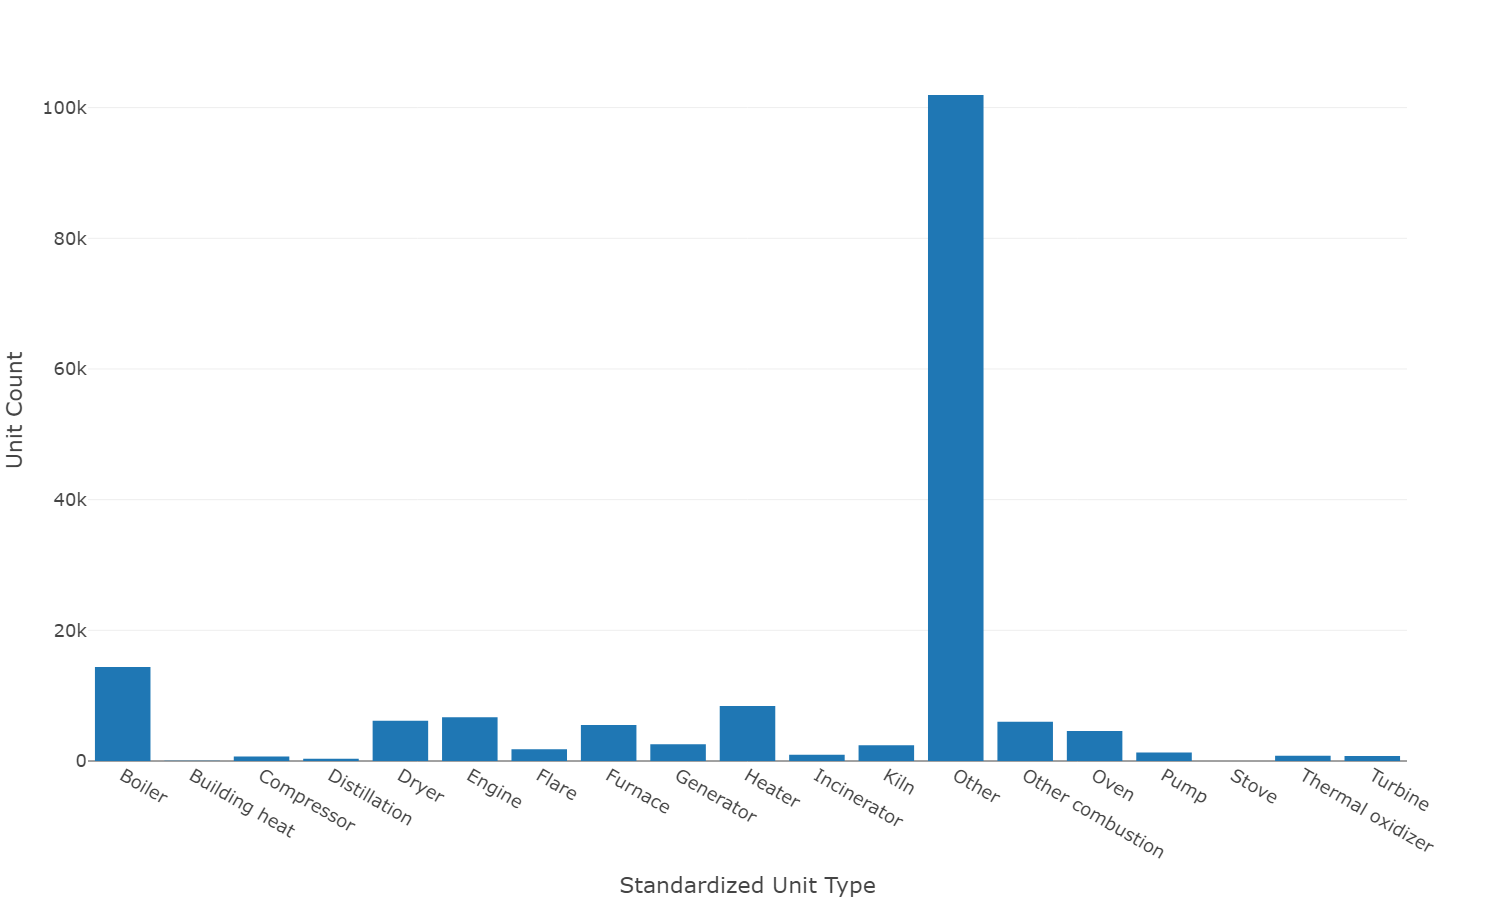 100k
80k
60k
40k
20k
0
Unit Count
Boiler
Building heat
Compressor
Distillation
Dryer
Engine
Flare
Furnace
Generator
Heater
Incinerator
Kiln
Other
Other combustion
Oven
Pump
Stove
Thermal oxidizer
Turbine
Standardized Unit Type